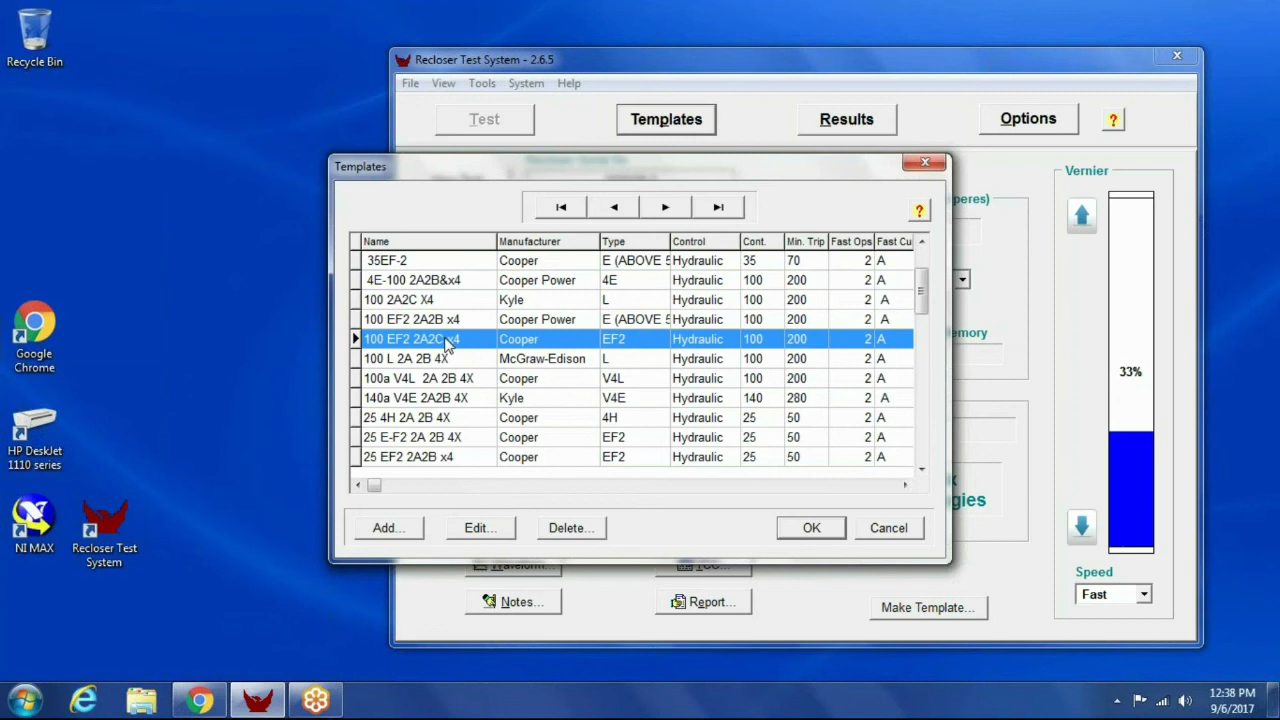 Recycle Bin
Google Chrome
HP DeskJet 1110 series
NI MAX
Recloser Test System
Recloser Test System - 2.6.5
File View Tools System Help
Test Templates Results Options ?
Vernier
33%
Speed
Fast
Make Template...
Notes...
Report...
Templates
?
Name Manufacturer Type Control Cont. Min. Trip Fast Ops Fast Cu
35EF-2 Cooper E (ABOVE 5 Hydraulic 35 70 2 A
4E-100 2A2B&x4 Cooper Power 4E Hydraulic 100 200 2 A
100 2A2C X4 Kyle L Hydraulic 100 200 2 A
100 EF2 2A2B x4 Cooper Power E (ABOVE 5 Hydraulic 100 200 2 A
100 EF2 2A2C x4 Cooper EF2 Hydraulic 100 200 2 A
100 L 2A 2B 4X McGraw-Edison L Hydraulic 100 200 2 A
100a V4L 2A 2B 4X Cooper V4L Hydraulic 100 200 2 A
140a V4E 2A 2B 4X Kyle V4E Hydraulic 140 280 2 A
25 4H 2A 2B 4X Cooper 4H Hydraulic 25 50 2 A
25 E-F2 2A 2B 4X Cooper EF2 Hydraulic 25 50 2 A
25 EF2 2A2B x4 Cooper EF2 Hydraulic 25 50 2 A
Add... Edit... Delete... OK Cancel
peres)
emory
gies
12:38 PM
9/6/2017